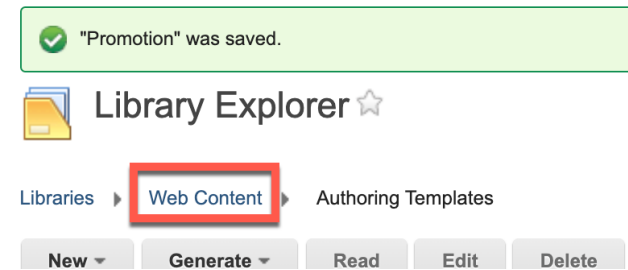 "Promotion" was saved.
Library Explorer
Libraries Web Content Authoring Templates
New Generate Read Edit Delete